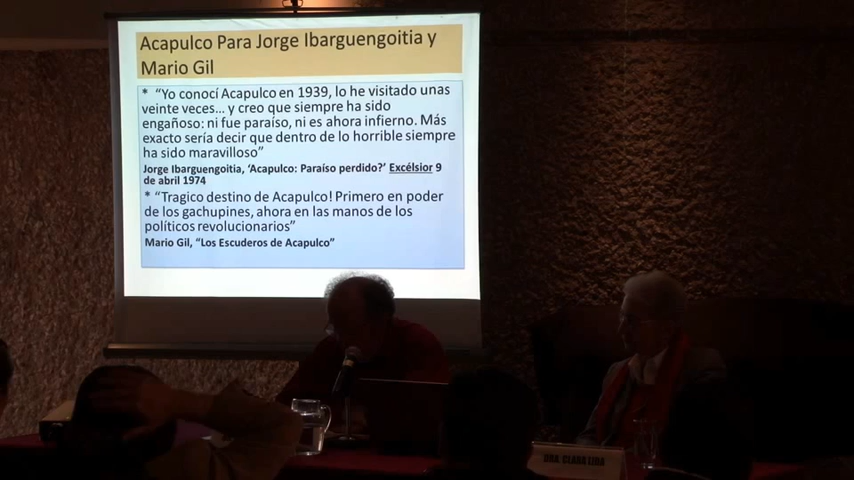 Acapulco Para Jorge Ibarguengoitia y
Mario Gil
* “Yo conocí Acapulco en 1939, lo he visitado unas
veinte veces... y creo que siempre ha sido
engañoso: ni fue paraíso, ni es ahora infierno. Más
exacto sería decir que dentro de lo horrible siempre
ha sido maravilloso”
Jorge Ibarguengoitia, ‘Acapulco: Paraíso perdido?’ Excélsior 9
de abril 1974
* “Tragico destino de Acapulco! Primero en poder
de los gachupines, ahora en las manos de los
políticos revolucionarios”
Mario Gil, “Los Escuderos de Acapulco”
DRA. CLARA LIDA